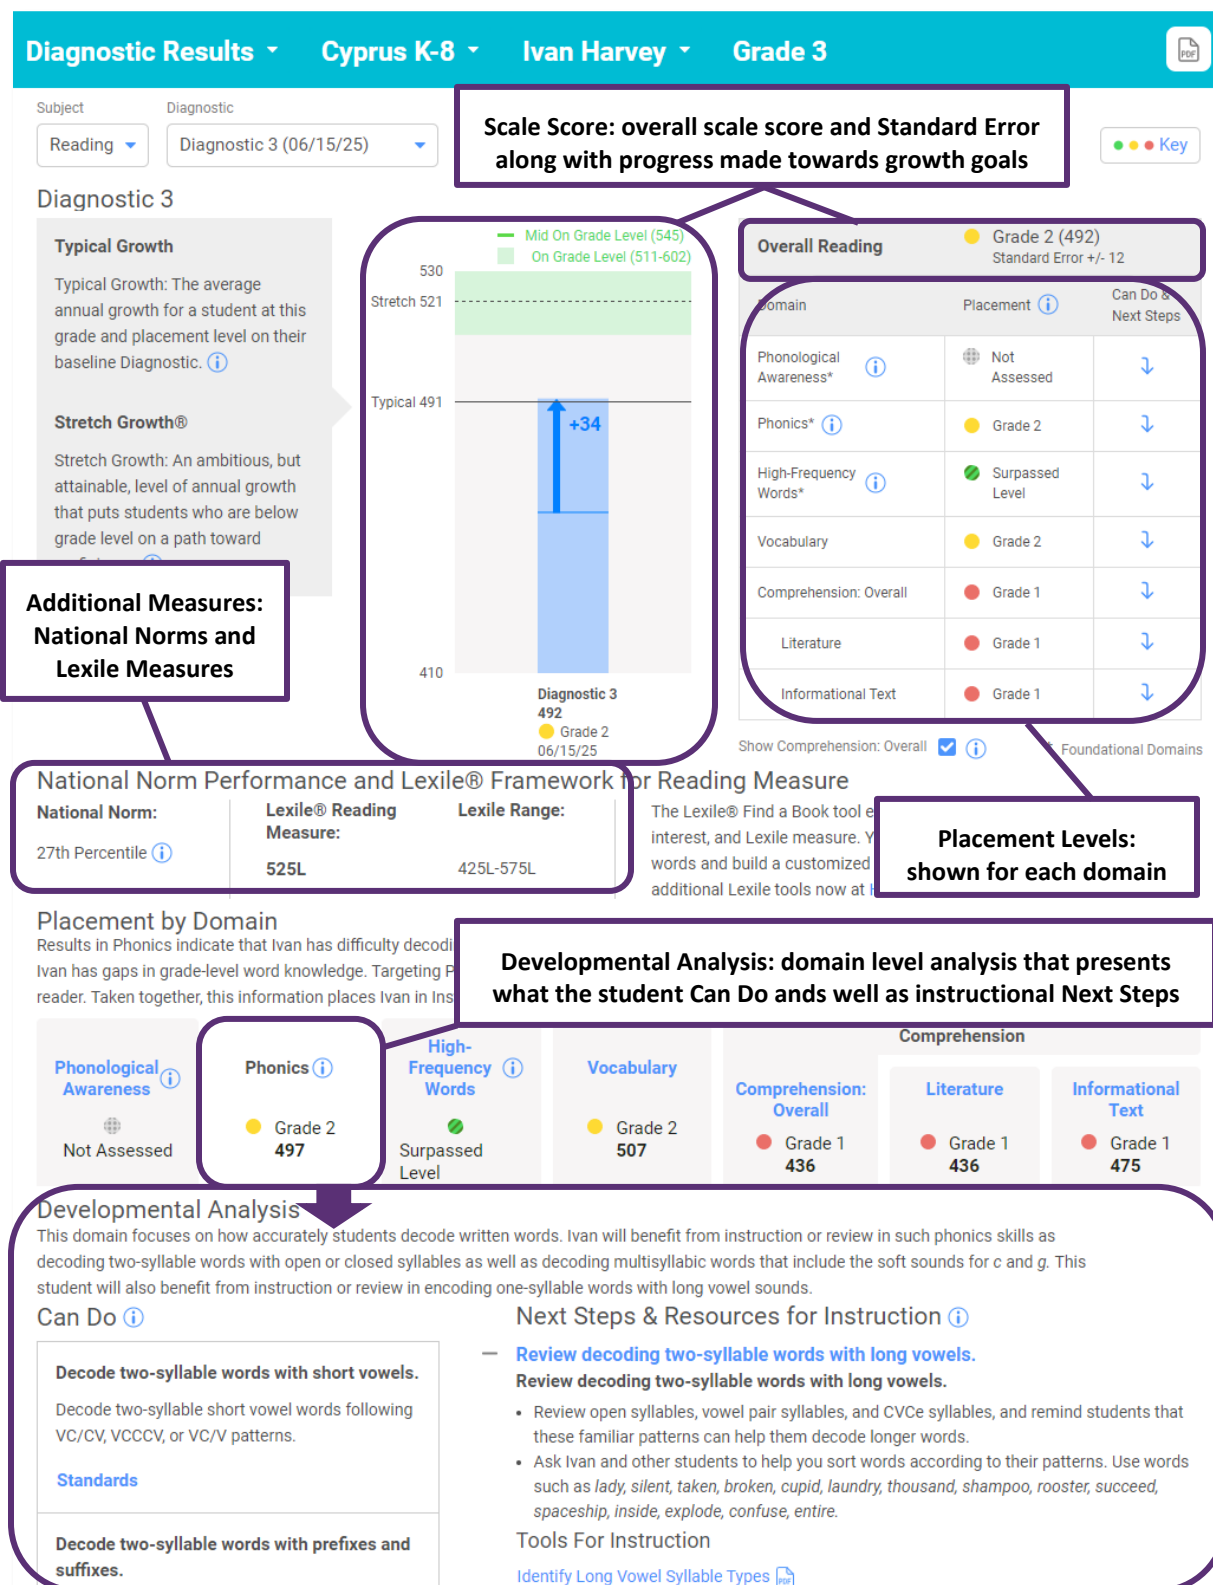 Diagnostic Results
Cyprus K-8
Ivan Harvey
Grade 3
PDF
Subject
Diagnostic
Reading
Diagnostic 3 (06/15/25)
Scale Score: overall scale score and Standard Error
along with progress made towards growth goals
Key
Diagnostic 3
Typical Growth
Typical Growth: The average
annual growth for a student at this
grade and placement level on their
baseline Diagnostic.
Stretch Growth®
Stretch Growth: An ambitious, but
attainable, level of annual growth
that puts students who are below
grade level on a path toward
Mid On Grade Level (545)
On Grade Level (511-602)
530
Stretch 521
Typical 491
+34
410
Diagnostic 3
492
Grade 2
06/15/25
Overall Reading
Grade 2 (492)
Standard Error +/- 12
Domain
Placement
Can Do &
Next Steps
Phonological
Awareness*
Not
Assessed
Phonics*
Grade 2
High-Frequency
Words*
Surpassed
Level
Vocabulary
Grade 2
Comprehension: Overall
Grade 1
Literature
Grade 1
Informational Text
Grade 1
Show Comprehension: Overall
* Foundational Domains
Additional Measures:
National Norms and
Lexile Measures
National Norm Performance and Lexile® Framework for Reading Measure
National Norm:
27th Percentile
Lexile® Reading
Measure:
525L
Lexile Range:
425L-575L
The Lexile® Find a Book tool
interest, and Lexile measure.
words and build a customized
additional Lexile tools now at
Placement Levels:
shown for each domain
Placement by Domain
Results in Phonics indicate that Ivan has difficulty
Ivan has gaps in grade-level word knowledge. Targeting
reader. Taken together, this information places Ivan in
Developmental Analysis: domain level analysis that presents
what the student Can Do ands well as instructional Next Steps
Phonological
Awareness
Not Assessed
Phonics
Grade 2
497
High-
Frequency
Words
Surpassed
Level
Vocabulary
Grade 2
507
Comprehension
Comprehension:
Overall
Grade 1
436
Literature
Grade 1
436
Informational
Text
Grade 1
475
Developmental Analysis
This domain focuses on how accurately students decode written words. Ivan will benefit from instruction or review in such phonics skills as
decoding two-syllable words with open or closed syllables as well as decoding multisyllabic words that include the soft sounds for c and g. This
student will also benefit from instruction or review in encoding one-syllable words with long vowel sounds.
Can Do
Decode two-syllable words with short vowels.
Decode two-syllable short vowel words following
VC/CV, VCCCV, or VC/V patterns.
Standards
Decode two-syllable words with prefixes and
suffixes.
Next Steps & Resources for Instruction
Review decoding two-syllable words with long vowels.
Review decoding two-syllable words with long vowels.
• Review open syllables, vowel pair syllables, and CVCe syllables, and remind students that
these familiar patterns can help them decode longer words.
• Ask Ivan and other students to help you sort words according to their patterns. Use words
such as lady, silent, taken, broken, cupid, laundry, thousand, shampoo, rooster, succeed,
spaceship, inside, explode, confuse, entire.
Tools For Instruction
Identify Long Vowel Syllable Types
PDF